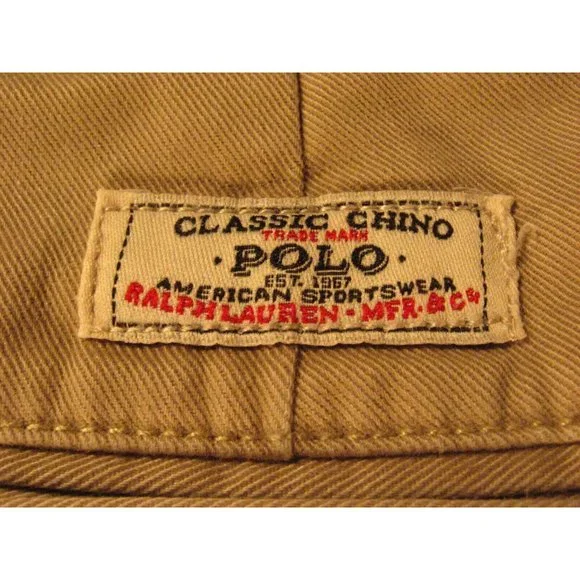 CLASSIC CHINO
TRADE MARK
· POLO ·
EST. 1967
AMERICAN SPORTSWEAR
RALPH LAUREN - MFR. & Co